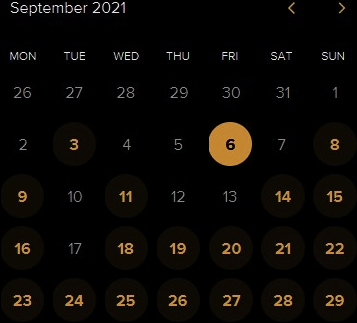 September 2021
MON TUE WED THU FRI SAT SUN
26 27 28 29 30 31 1
2 3 4 5 6 7 8
9 10 11 12 13 14 15
16 17 18 19 20 21 22
23 24 25 26 27 28 29